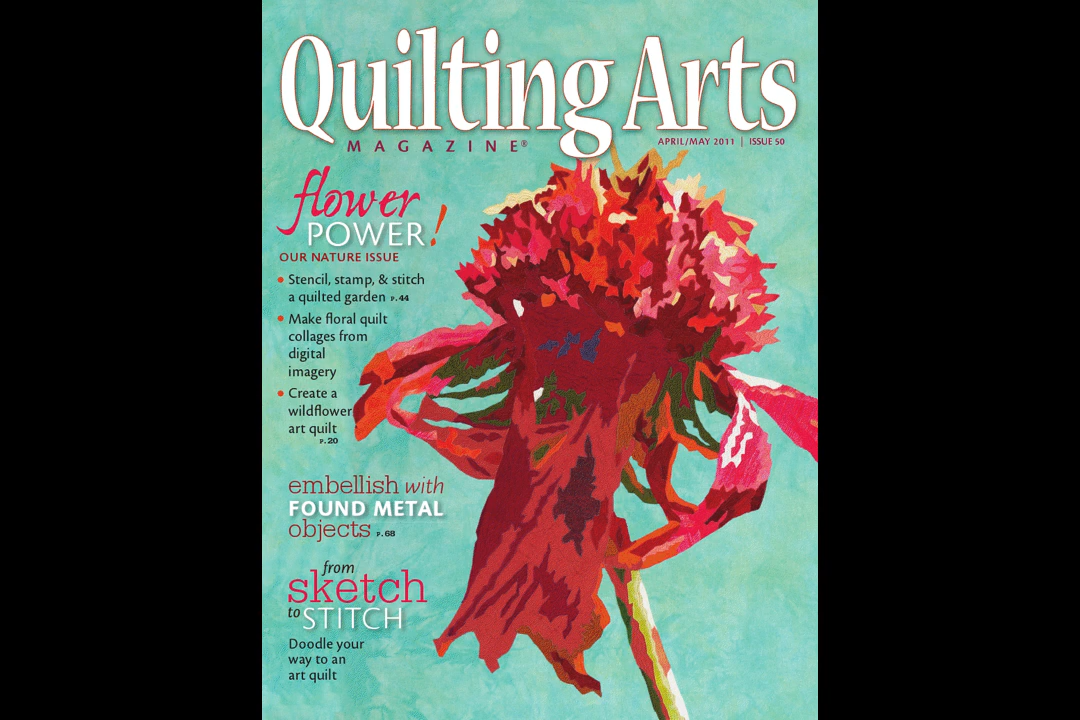 Quilting Arts
MAGAZINE®
APRIL/MAY 2011 | ISSUE 50
flower
POWER!
OUR NATURE ISSUE
• Stencil, stamp, & stitch
a quilted garden P.44
• Make floral quilt
collages from
digital
imagery
• Create a
wildflower
art quilt
P.20
embellish with
FOUND METAL
objects P.68
from
sketch
to STITCH
Doodle your
way to an
art quilt